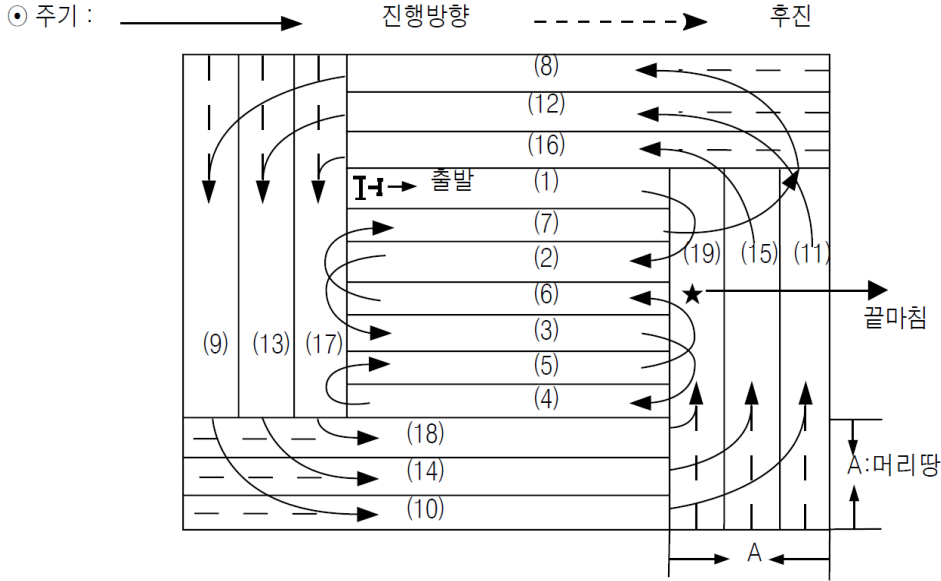 ⊙ 주기 : 진행방향 후진
(8)
(12)
(16)
출발 (1)
(7)
(2) (19) (15) (11)
(6)
끝마침
(9) (13) (17) (3)
(5)
(4)
(18)
(14) A:머리땅
(10)
A